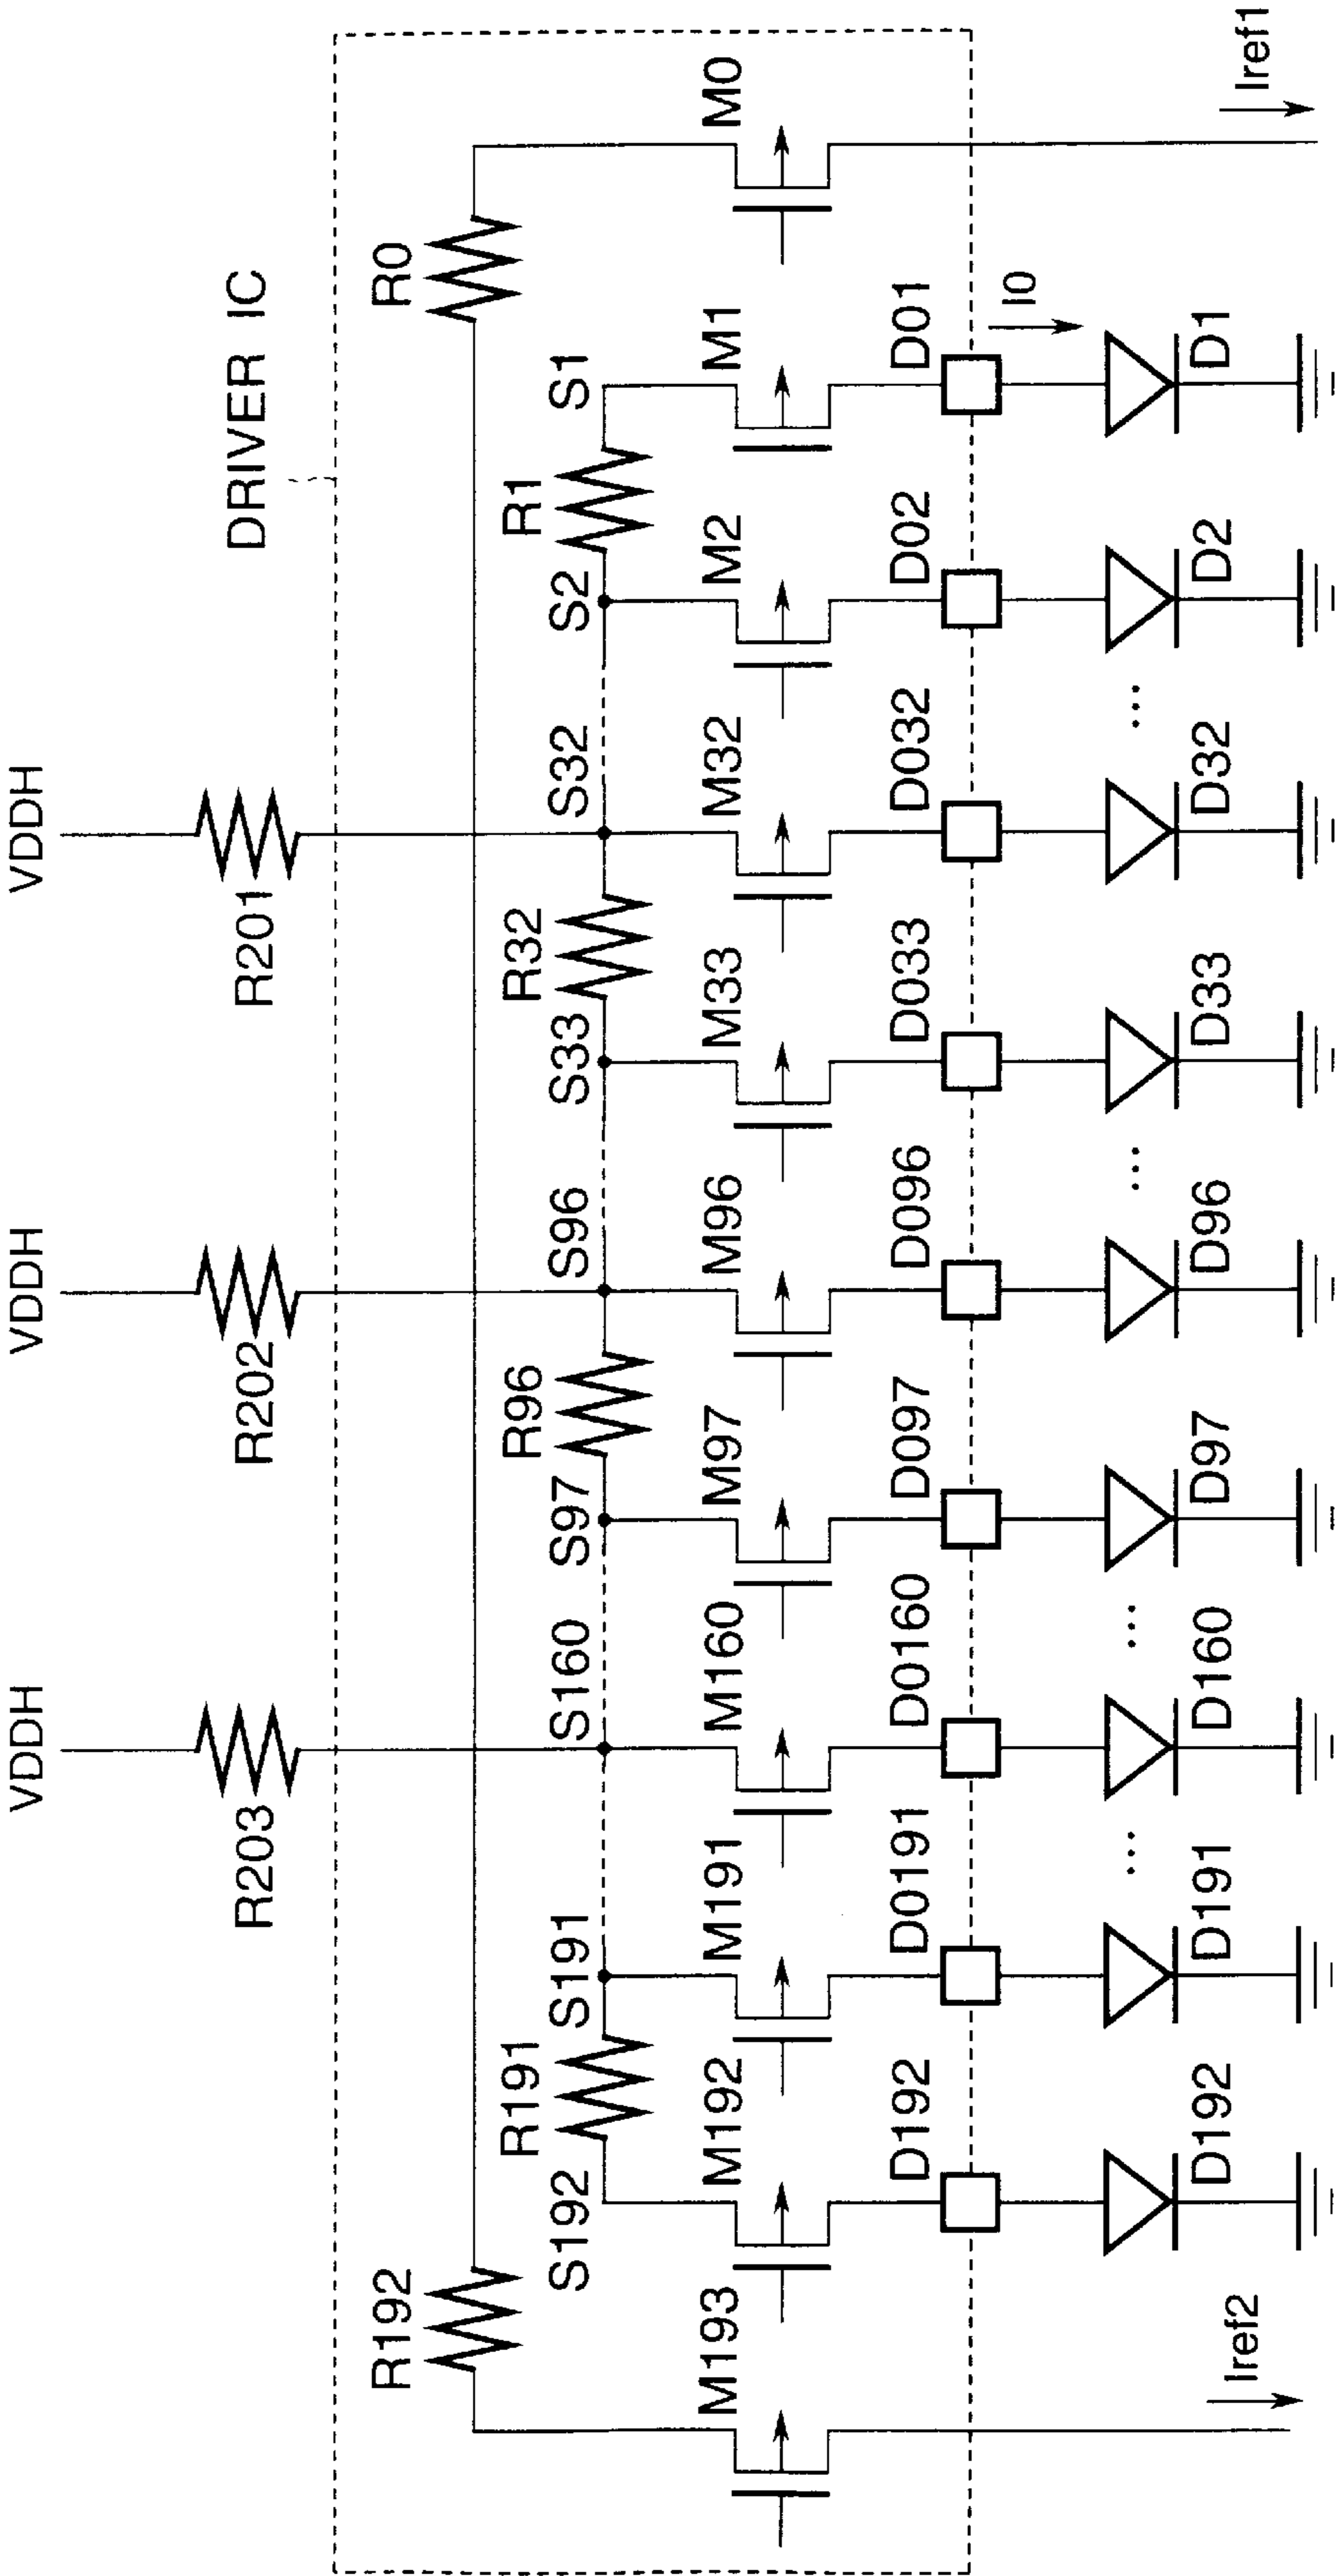 VDDH
VDDH
VDDH
R203
R202
R201
DRIVER IC
R192
R0
S192
R191
S191
S160
S97
R96
S96
S33
R32
S32
S2
R1
S1
M193
M192
M191
M160
M97
M96
M33
M32
M2
M1
M0
D192
D0191
D0160
D097
D096
D033
D032
D02
D01
I0
Iref2
D192
D191
...
D160
...
D97
D96
...
D33
D32
...
D2
D1
Iref1